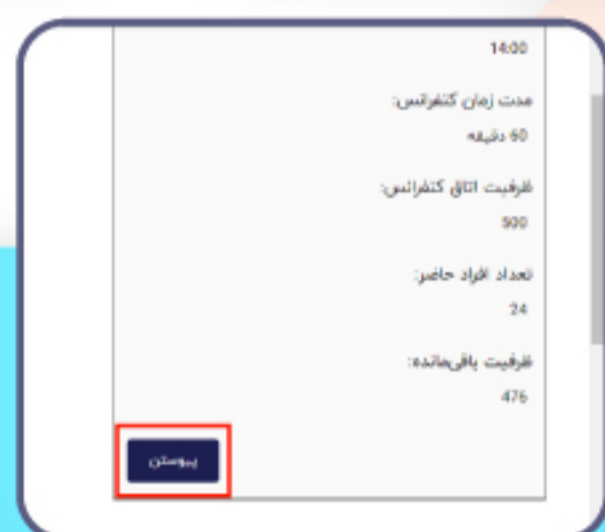 14:00
مدت زمان کنفرانس:
60 دقیقه
ظرفیت اتاق کنفرانس:
500
تعداد افراد حاضر:
24
ظرفیت باقی‌مانده:
476
پیوستن